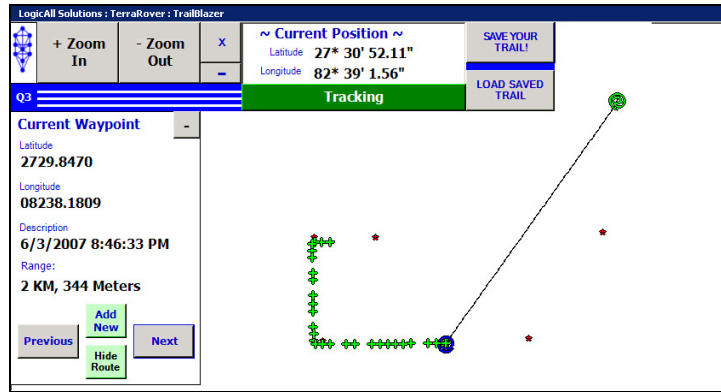 LogicAll Solutions : TerraRover : TrailBlazer
+ Zoom In
- Zoom Out
X
-
~ Current Position ~
Latitude 27* 30' 52.11"
Longitude 82* 39' 1.56"
SAVE YOUR TRAIL!
LOAD SAVED TRAIL
Q3
Tracking
Current Waypoint
-
Latitude
2729.8470
Longitude
08238.1809
Description
6/3/2007 8:46:33 PM
Range:
2 KM, 344 Meters
Previous
Add New
Hide Route
Next